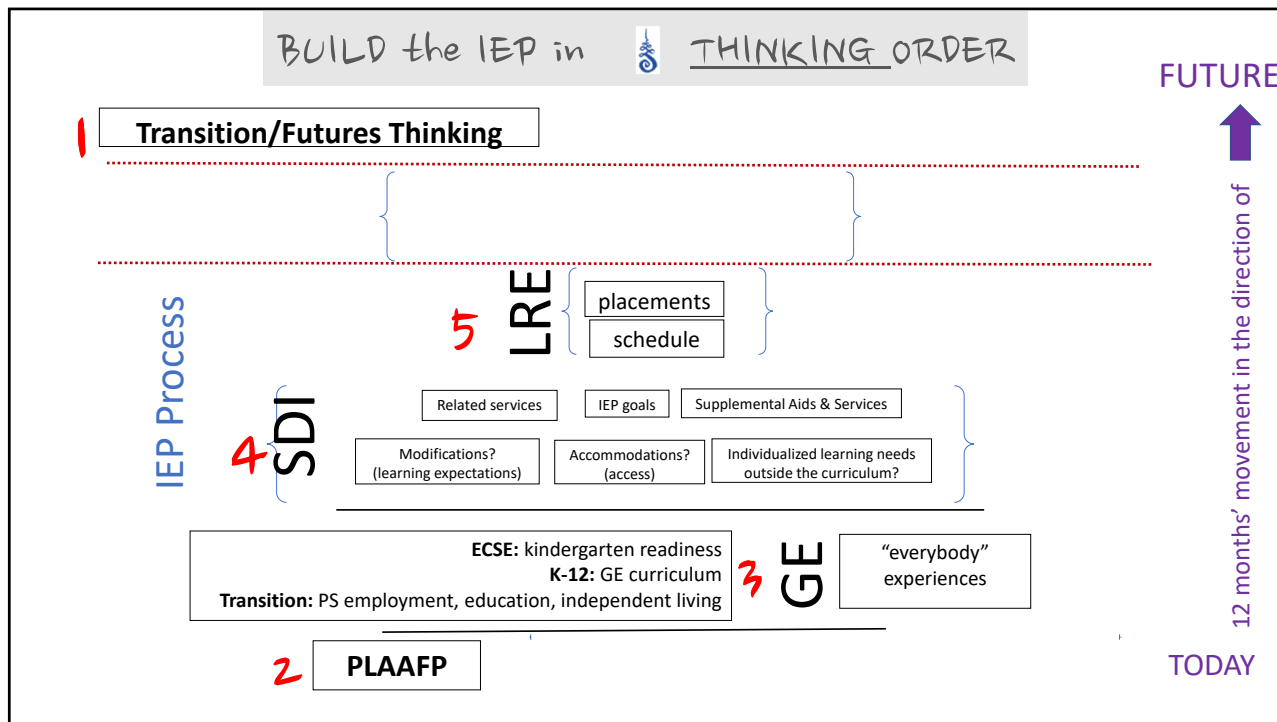 BUILD the IEP in THINKING ORDER
FUTURE
1 Transition/Futures Thinking
12 months' movement in the direction of
IEP Process
5 LRE
placements
schedule
4 SDI
Related services
IEP goals
Supplemental Aids & Services
Modifications?
(learning expectations)
Accommodations?
(access)
Individualized learning needs
outside the curriculum?
ECSE: kindergarten readiness
K-12: GE curriculum
Transition: PS employment, education, independent living
3 GE
“everybody”
experiences
2 PLAAFP
TODAY